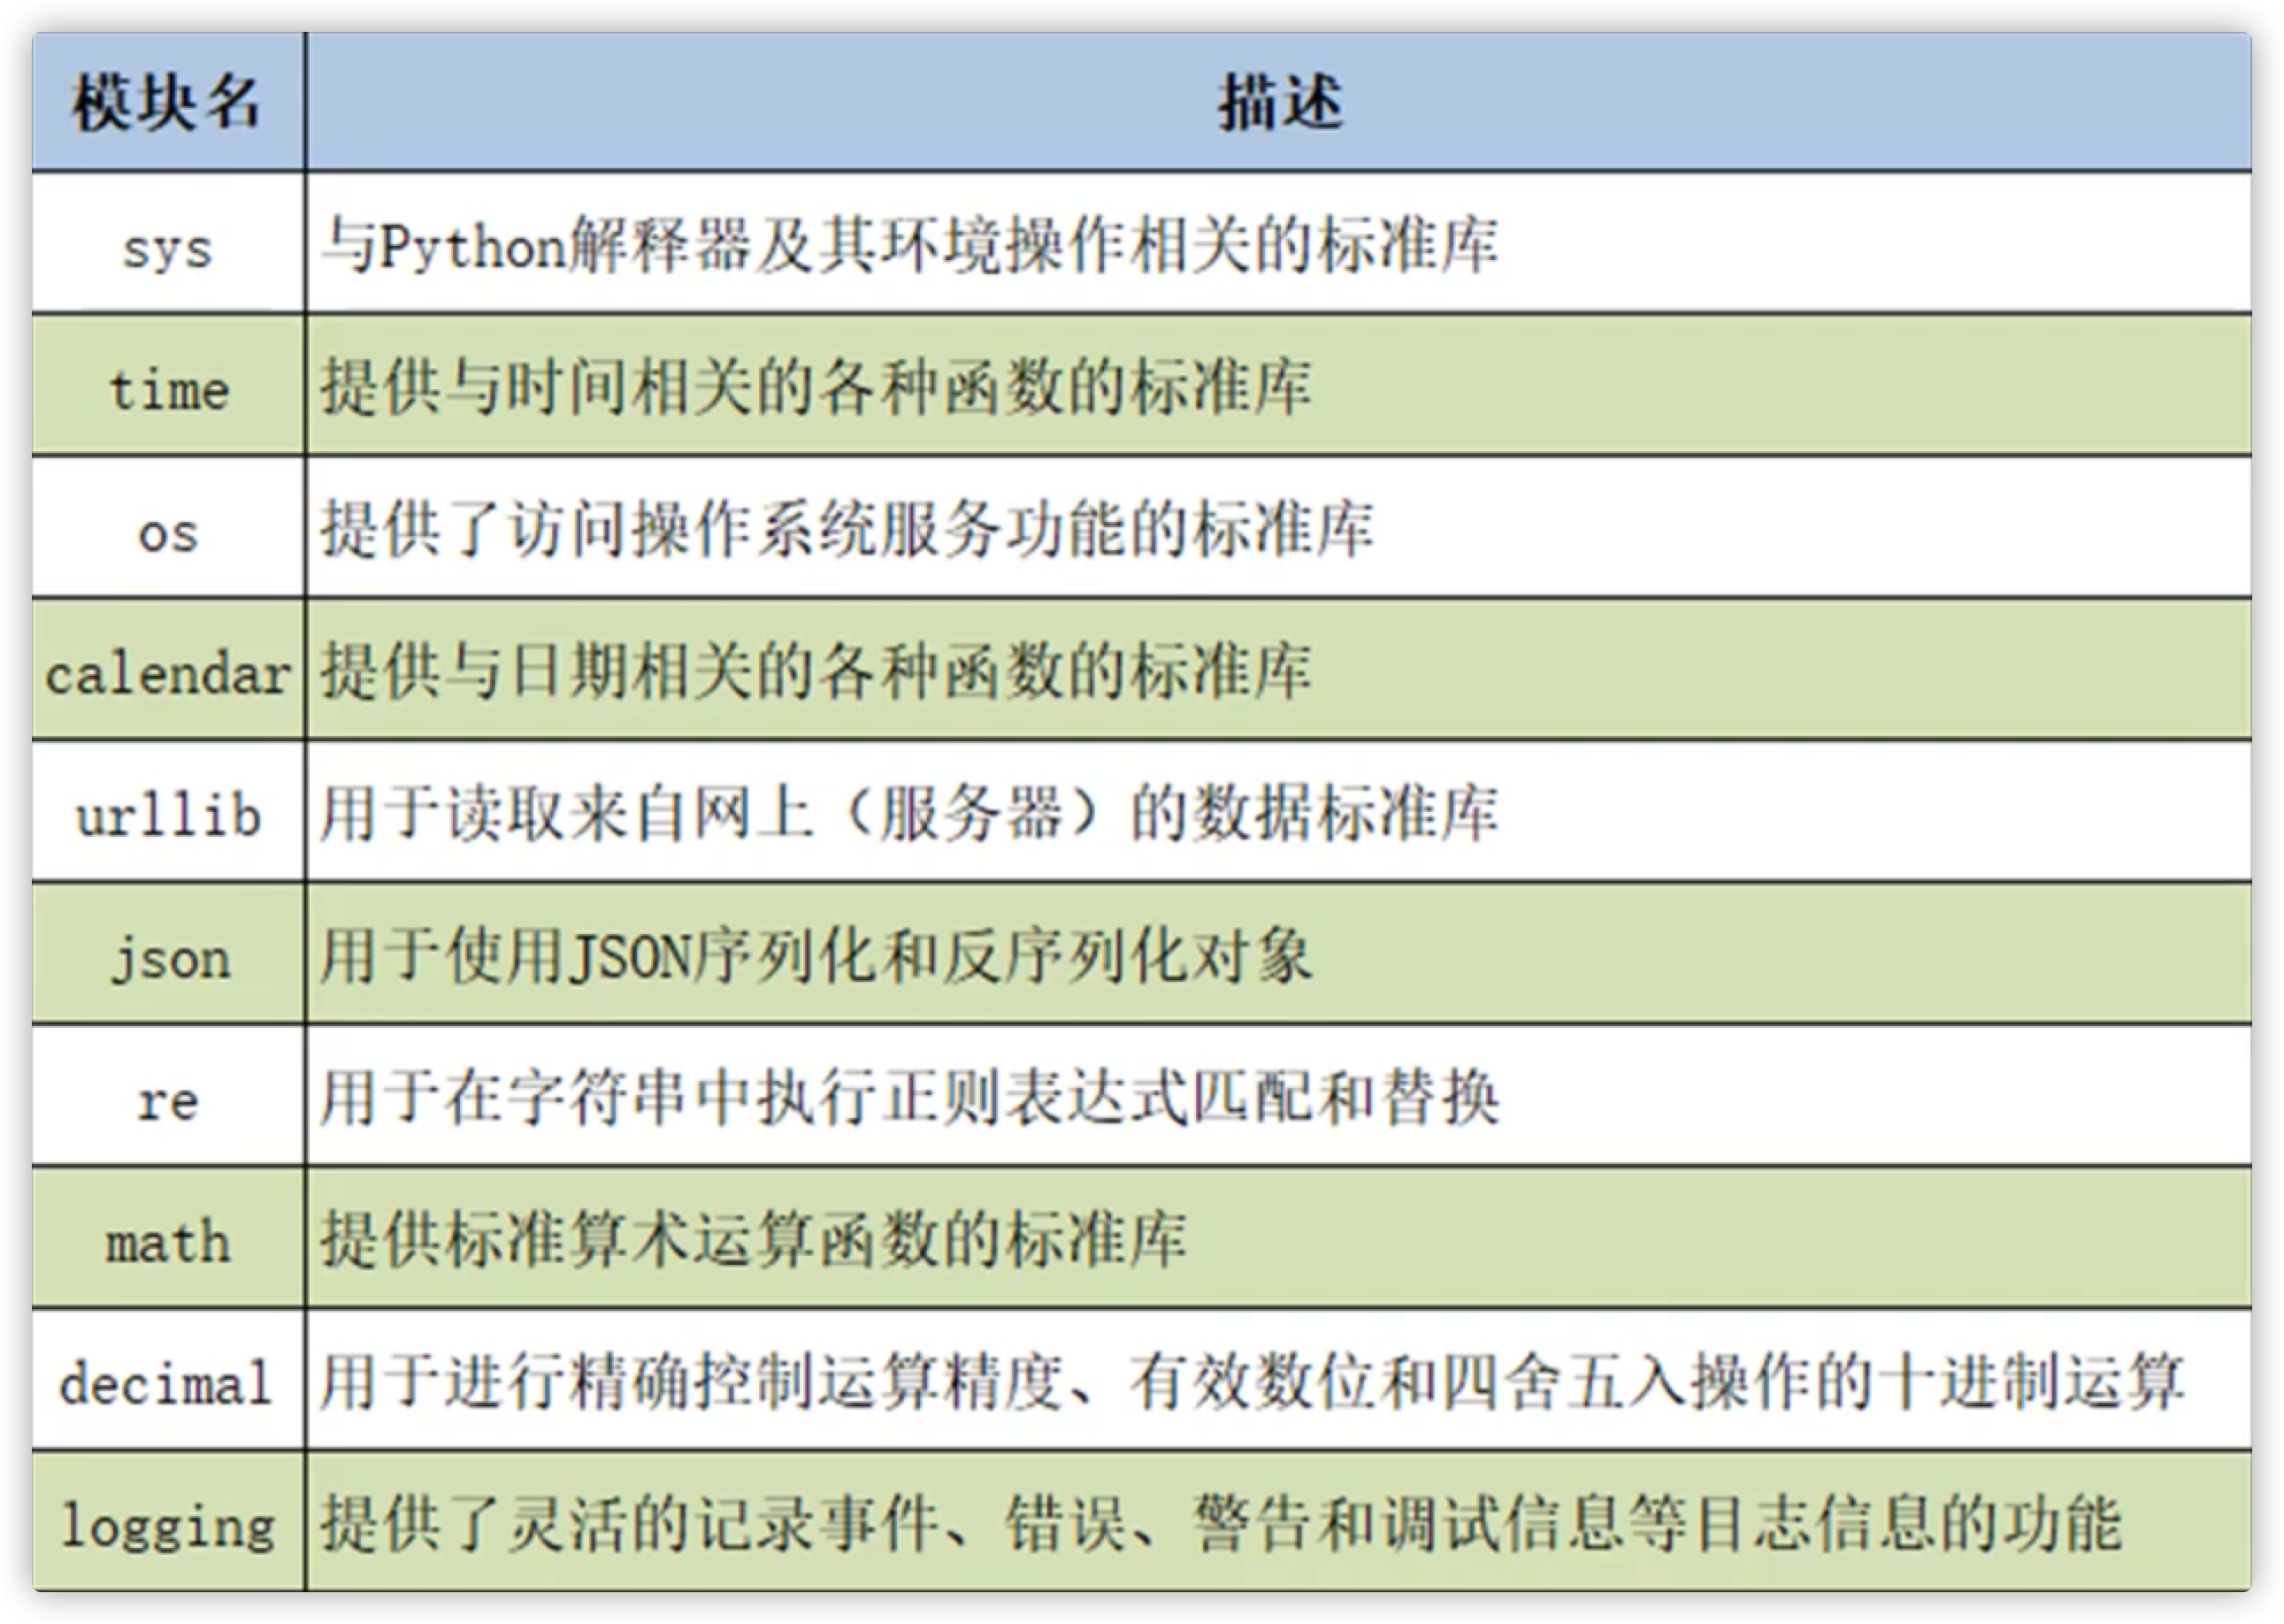 模块名 描述
sys 与Python解释器及其环境操作相关的标准库
time 提供与时间相关的各种函数的标准库
os 提供了访问操作系统服务功能的标准库
calendar 提供与日期相关的各种函数的标准库
urllib 用于读取来自网上（服务器）的数据标准库
json 用于使用JSON序列化和反序列化对象
re 用于在字符串中执行正则表达式匹配和替换
math 提供标准算术运算函数的标准库
decimal 用于进行精确控制运算精度、有效数位和四舍五入操作的十进制运算
logging 提供了灵活的记录事件、错误、警告和调试信息等目志信息的功能